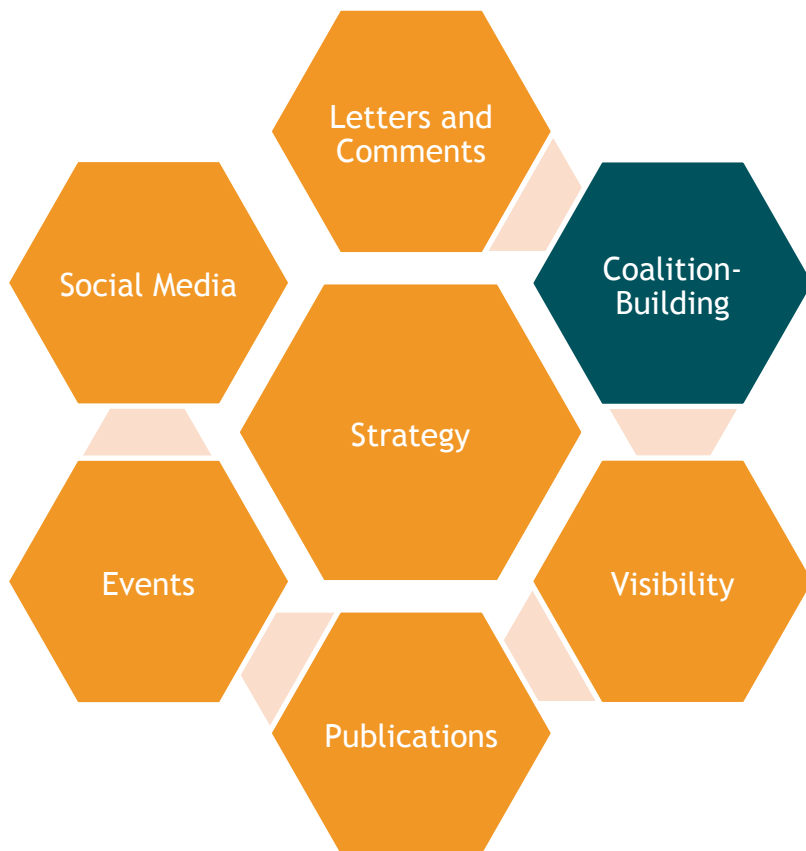 Letters and
Comments
Coalition-
Building
Social Media
Strategy
Events
Visibility
Publications